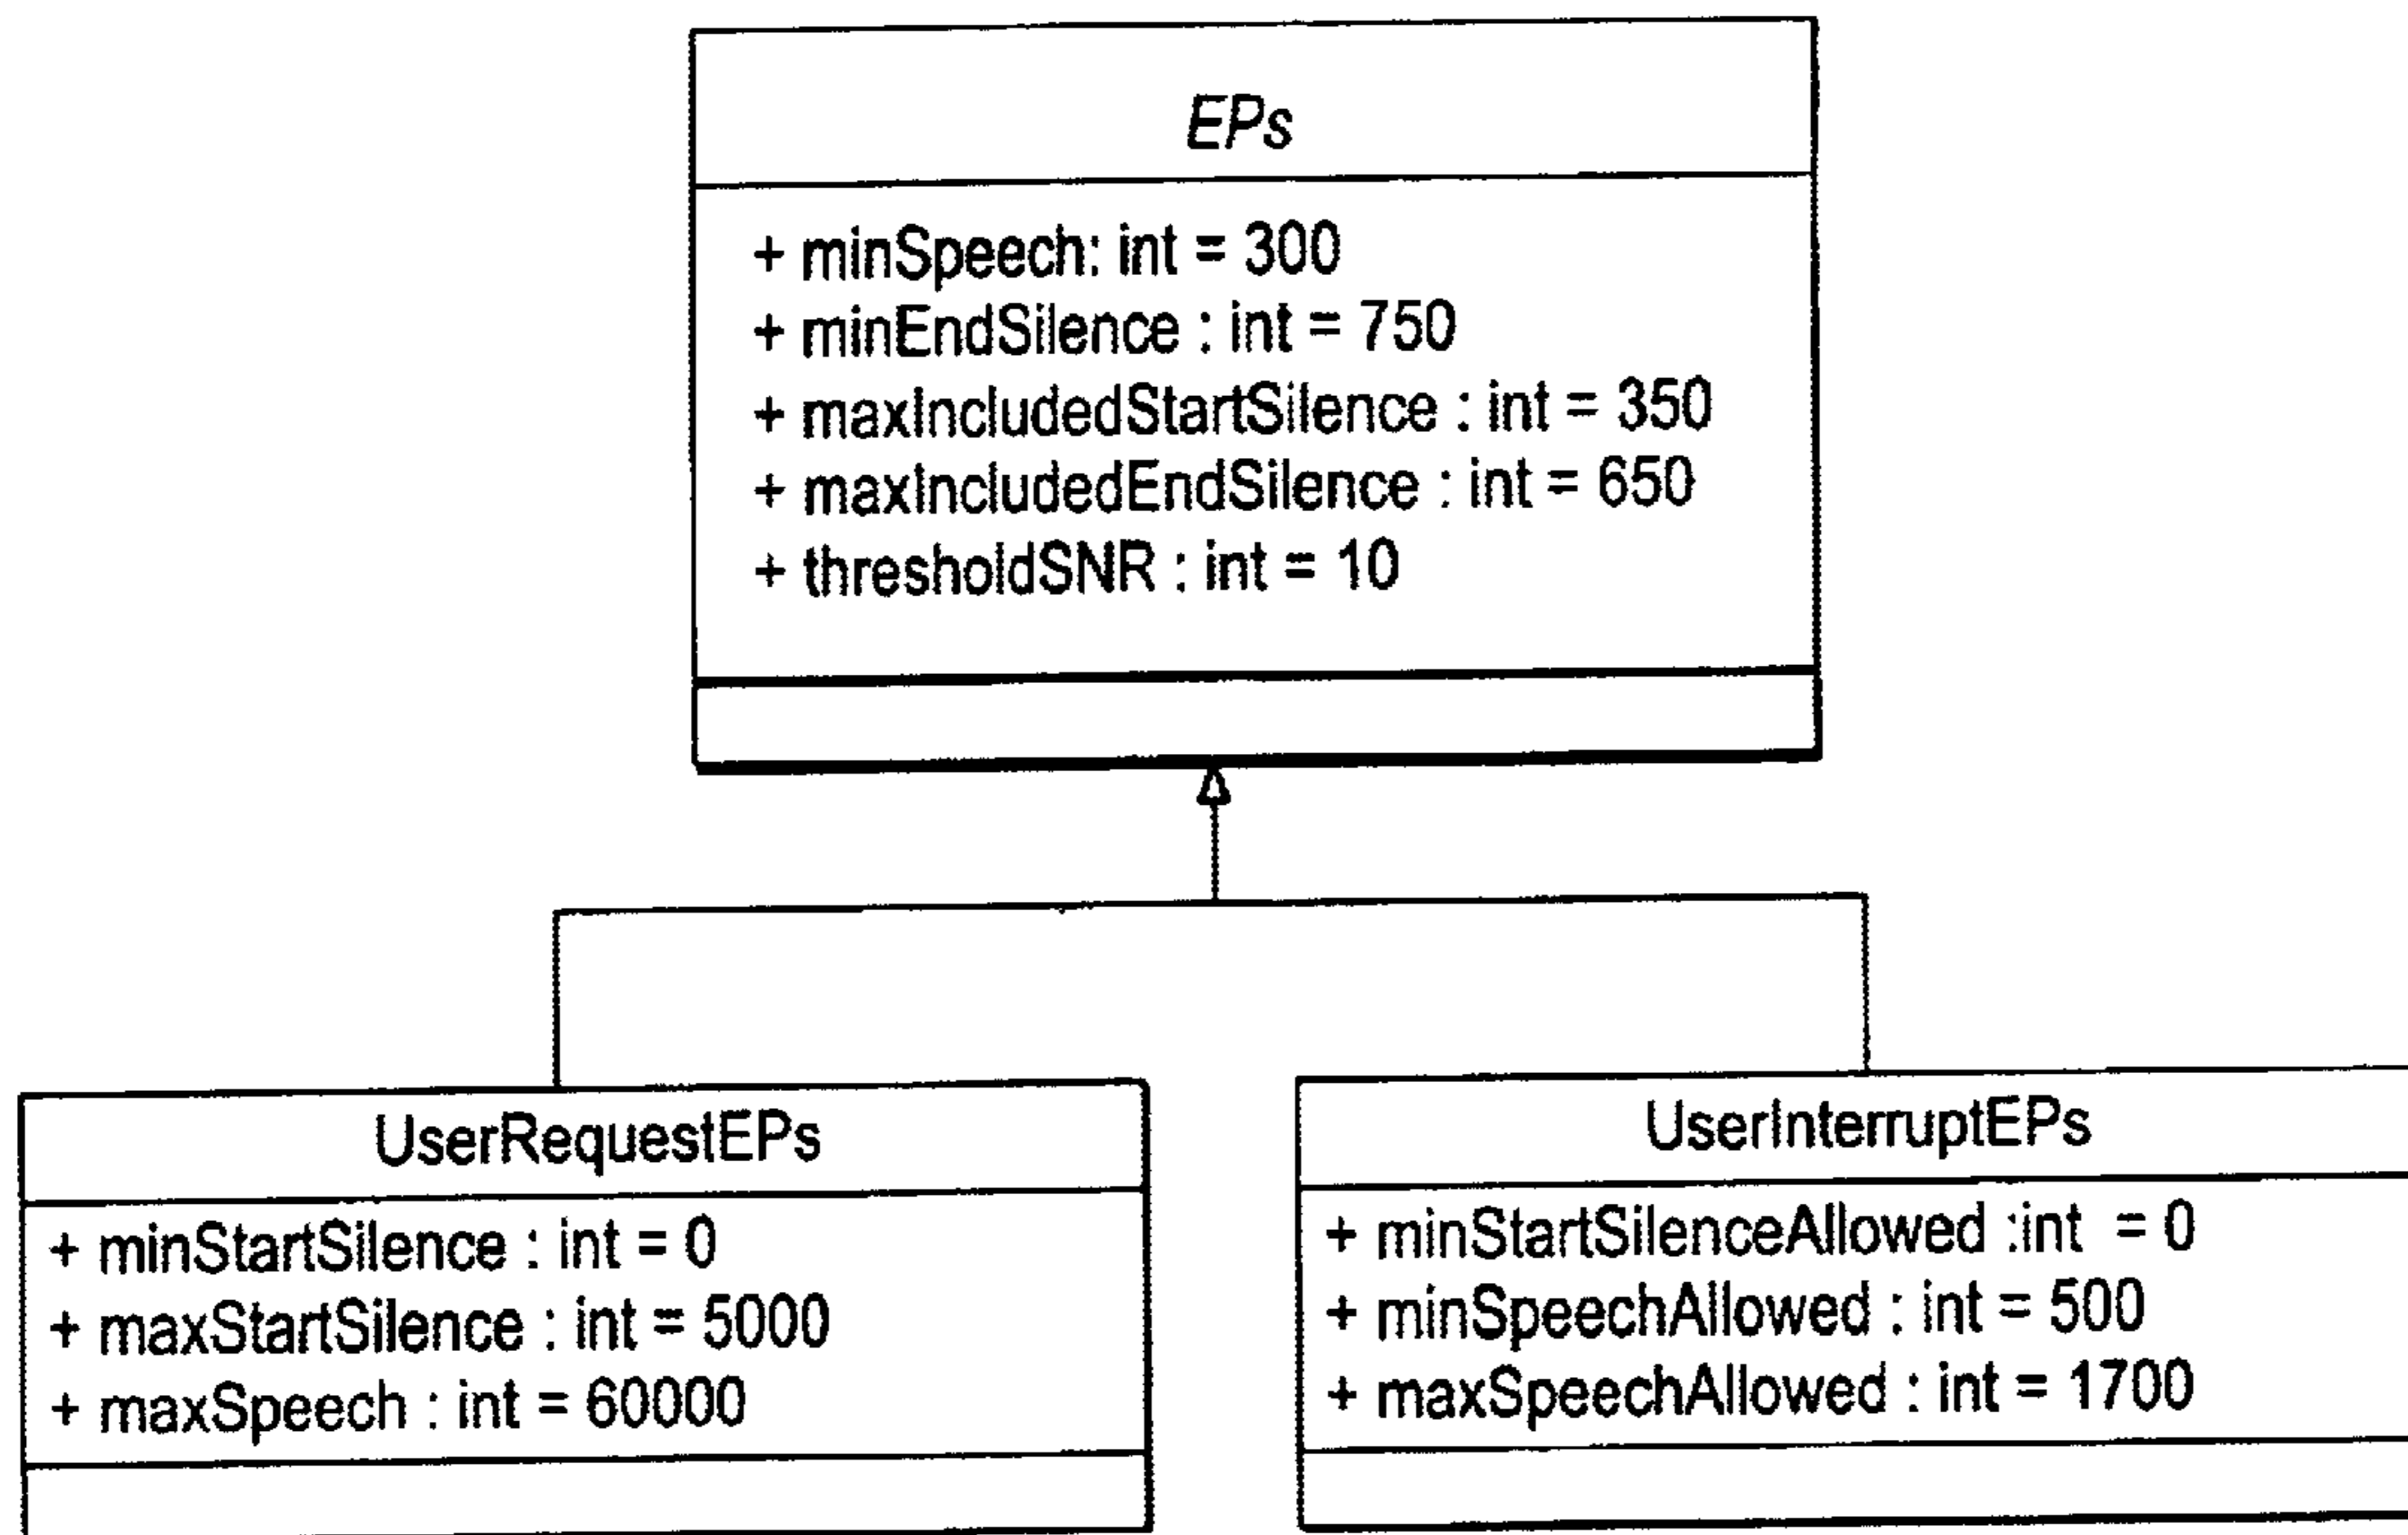 EPs
+ minSpeech: int = 300
+ minEndSilence : int = 750
+ maxIncludedStartSilence : int = 350
+ maxIncludedEndSilence : int = 650
+ thresholdSNR : int = 10
UserRequestEPs
+ minStartSilence : int = 0
+ maxStartSilence : int = 5000
+ maxSpeech : int = 60000
UserInterruptEPs
+ minStartSilenceAllowed :int = 0
+ minSpeechAllowed : int = 500
+ maxSpeechAllowed : int = 1700